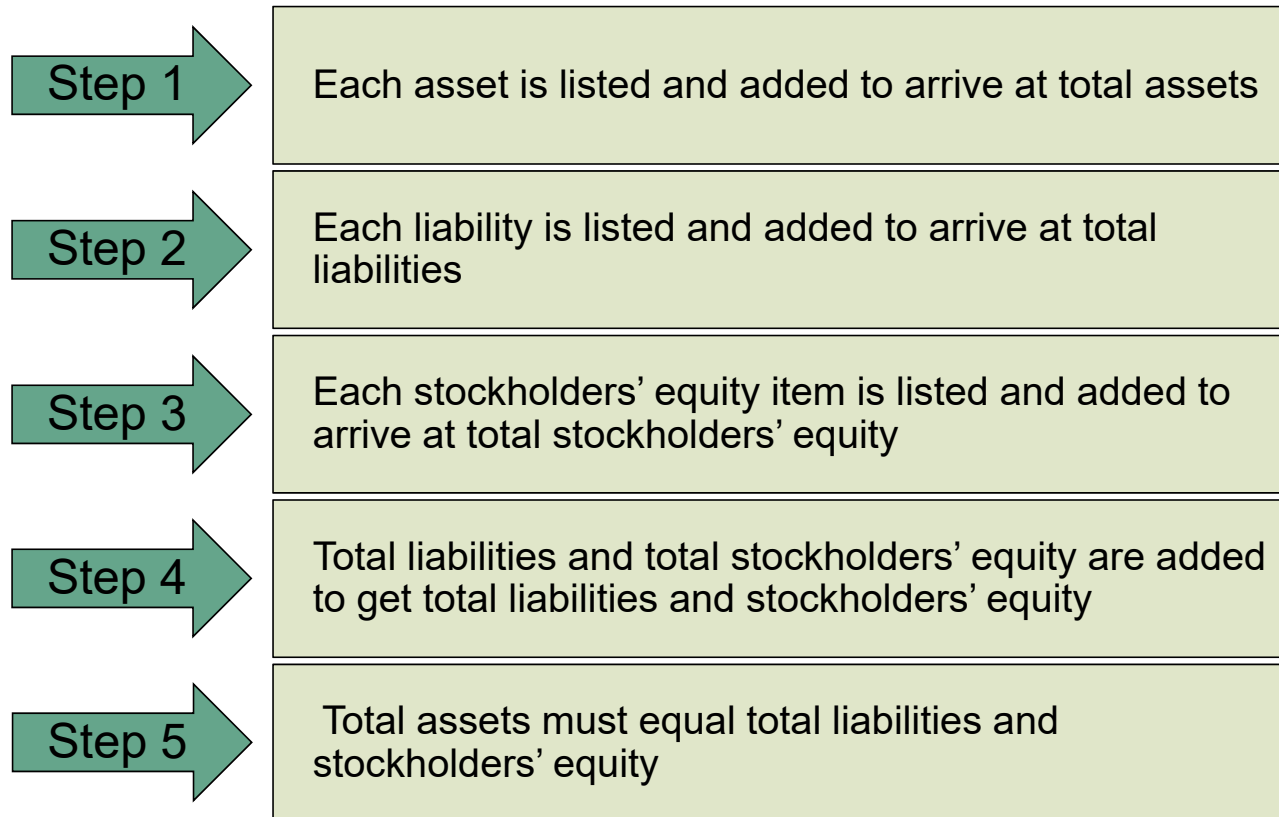 Step 1
Each asset is listed and added to arrive at total assets
Step 2
Each liability is listed and added to arrive at total
liabilities
Step 3
Each stockholders’ equity item is listed and added to
arrive at total stockholders’ equity
Step 4
Total liabilities and total stockholders’ equity are added
to get total liabilities and stockholders’ equity
Step 5
Total assets must equal total liabilities and
stockholders’ equity